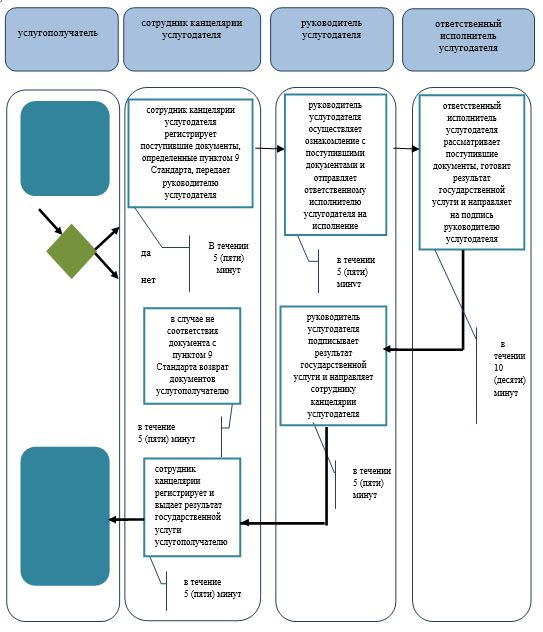 услугополучатель
сотрудник канцелярии
услугодателя
руководитель
услугодателя
ответственный
исполнитель
услугодателя
сотрудник канцелярии
услугодателя
регистрирует
поступившие документы,
определенные пунктом 9
Стандарта, передает
руководителю
услугодателя
руководитель
услугодателя
осуществляет
ознакомление с
поступившими
документами и
отправляет
ответственному
исполнителю
услугодателя на
исполнение
ответственный
исполнитель
услугодателя
рассматривает
поступившие
документы, готовит
результат
государственной
услуги и направляет
на подпись
руководителю
услугодателя
да
нет
В течении
5 (пяти)
минут
в течении
5 (пяти)
минут
в случае не
соответствия
документа с
пунктом 9
Стандарта возврат
документов
услугополучателю
руководитель
услугодателя
подписывает
результат
государственной
услуги и направляет
сотруднику
канцелярии
услугодателя
в
течении
10
(десяти)
минут
в течение
5 (пяти) минут
сотрудник
канцелярии
регистрирует и
выдает результат
государственной
услуги
услугополучателю
в течении
5 (пяти)
минут
в течение
5 (пяти) минут